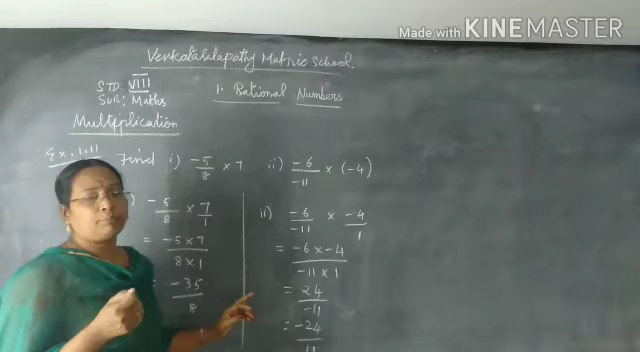 Made with KINEMASTER
Venkatachalapathy Matric School
STD: VIII
SUB: Maths
1. Rational Numbers
Multiplication
Ex. 1.11 Find i) -5/8 × 7 ii) -6/-11 × (-4)
) -5/8 × 7/1
= -5×7/8×1
= -35/8
ii) -6/-11 × -4/1
= -6×-4/-11×1
= 24/-11
= -24/11